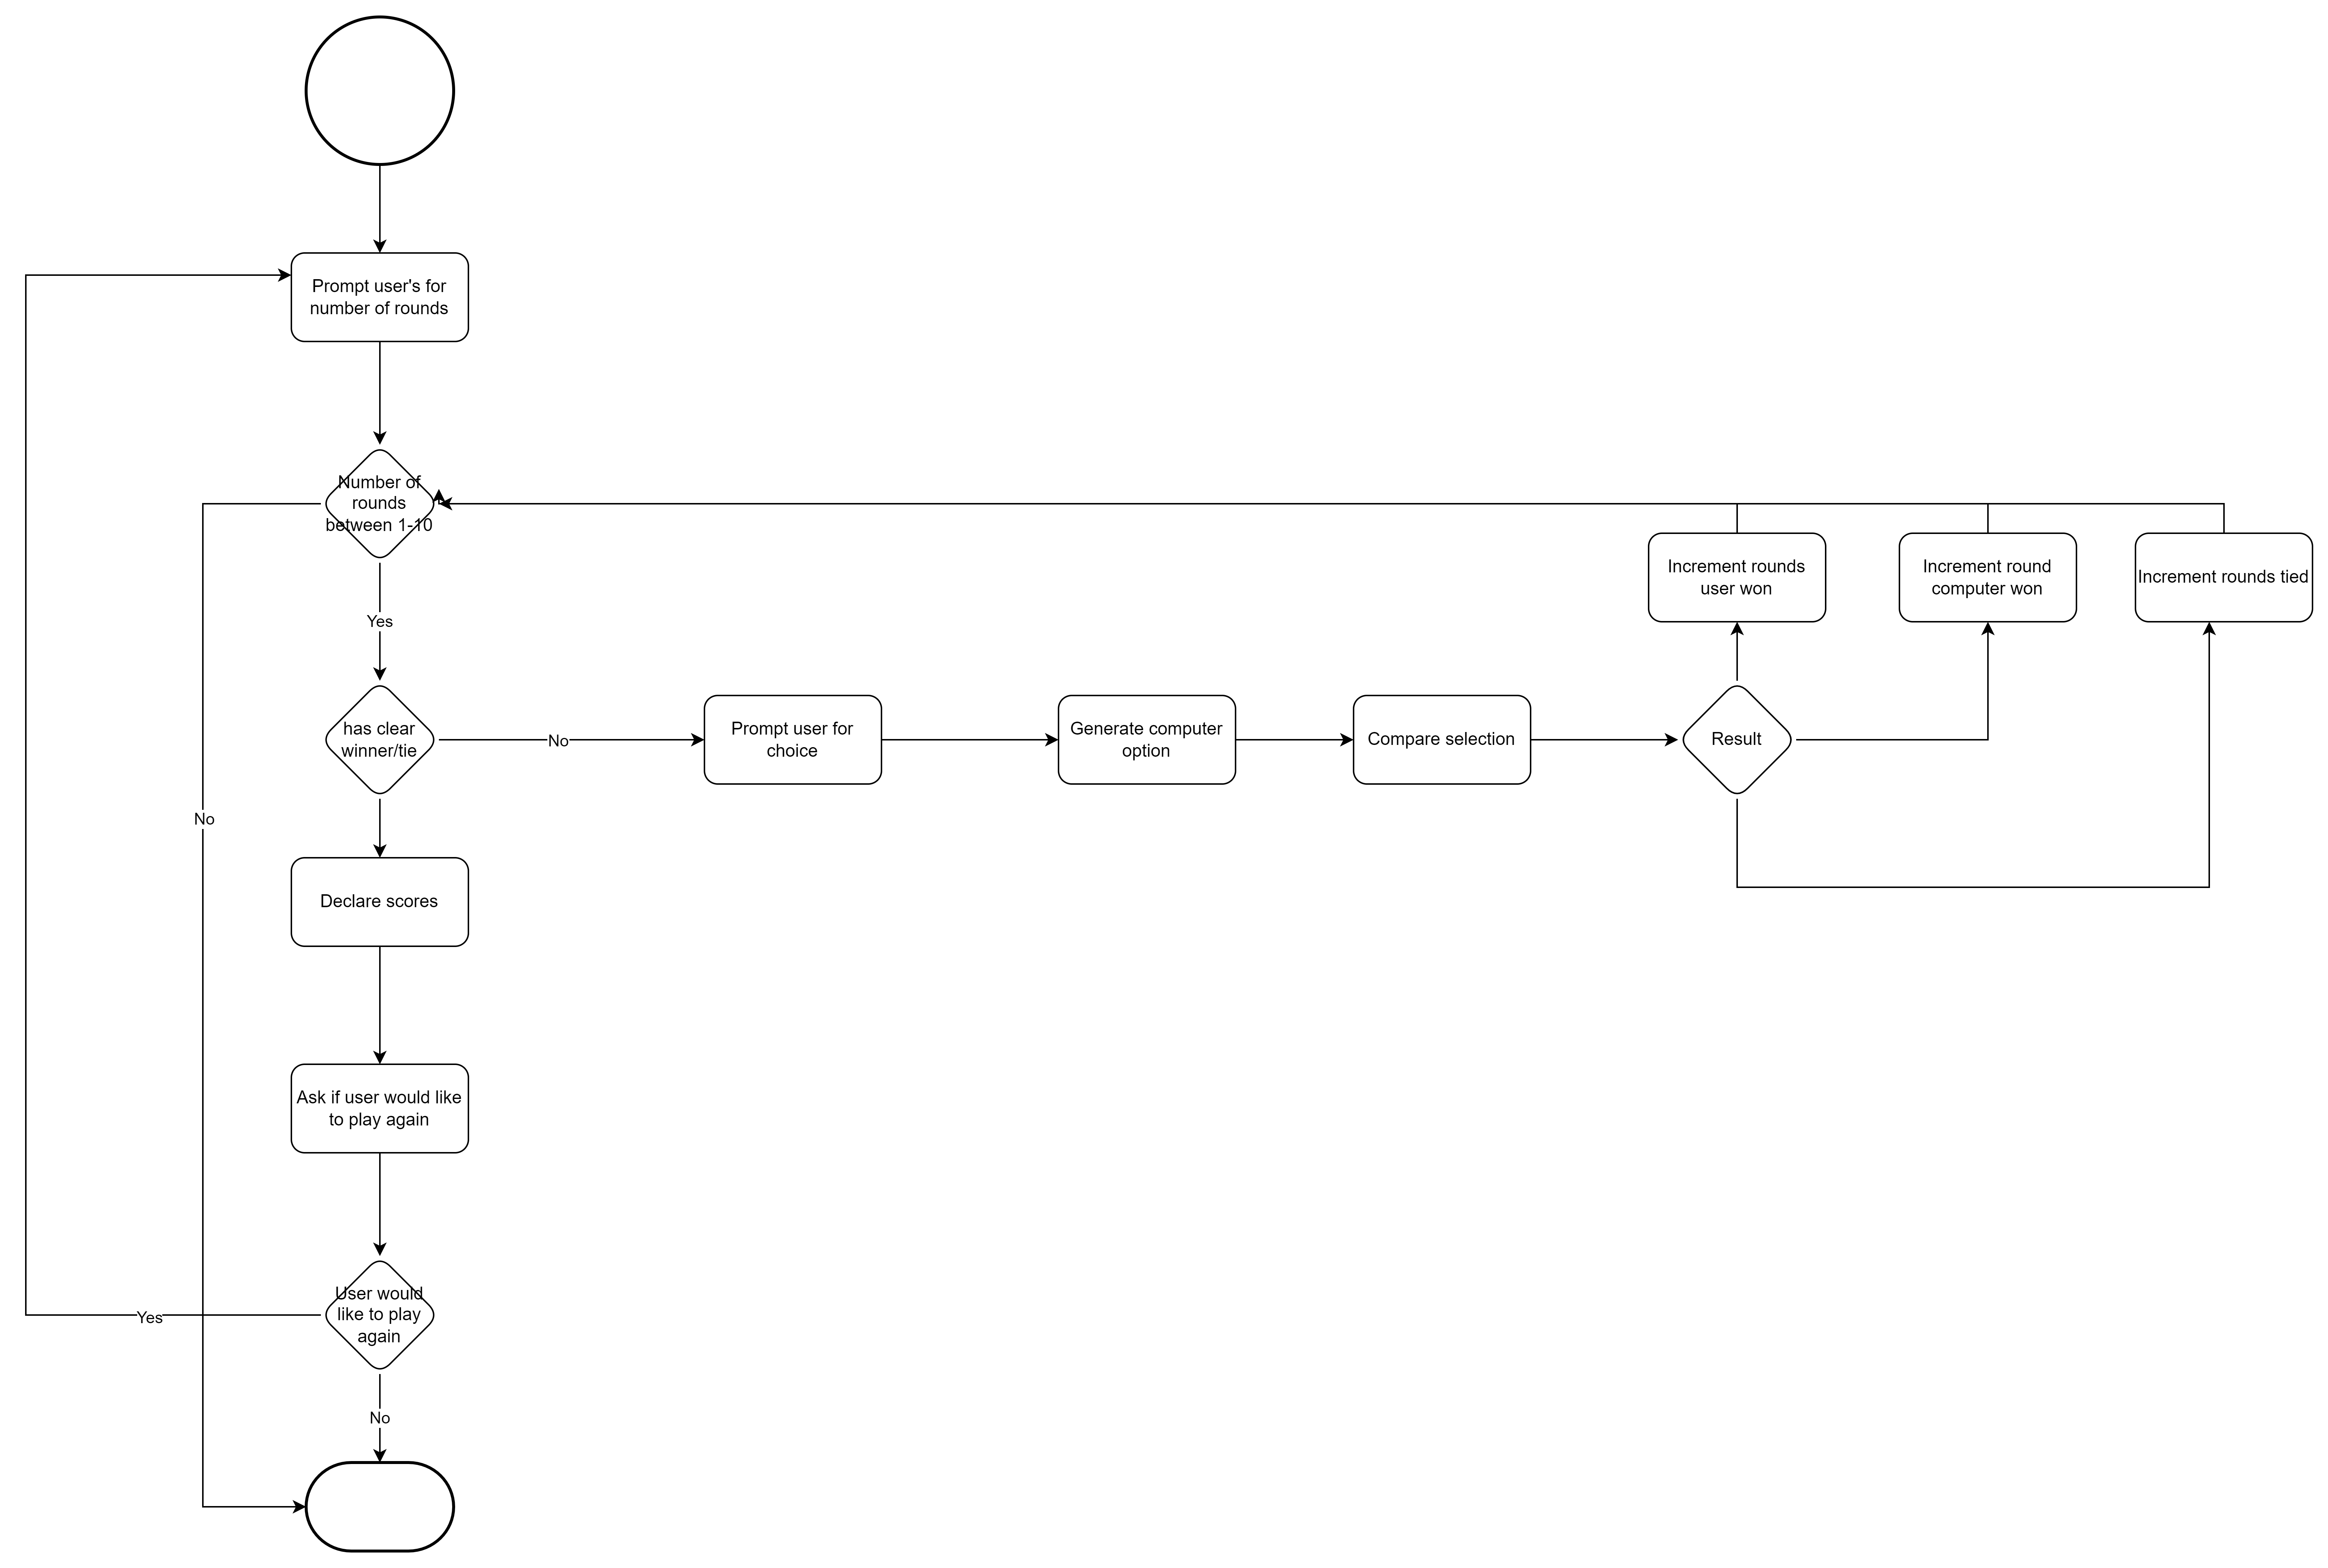 Prompt user's for
number of rounds
Number of
rounds
between 1-10
Increment rounds
user won
Increment round
computer won
Increment rounds tied
Yes
has clear
winner/tie
No
Prompt user for
choice
Generate computer
option
Compare selection
Result
No
Declare scores
Ask if user would like
to play again
User would
like to play
again
Yes
No